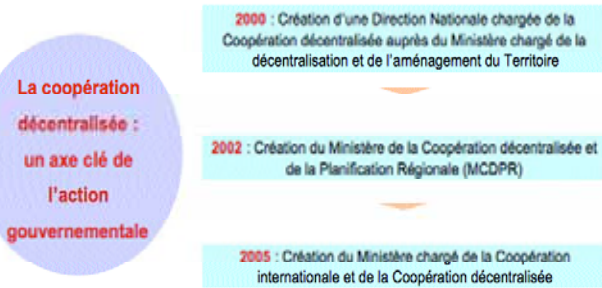 La coopération
décentralisée :
un axe clé de
l'action
gouvernementale
2000 : Création d'une Direction Nationale chargée de la
Coopération décentralisée auprès du Ministère chargé de la
décentralisation et de l'aménagement du Territoire
2002 : Création du Ministère de la Coopération décentralisée et
de la Planification Régionale (MCDPR)
2005 : Création du Ministère chargé de la Coopération
internationale et de la Coopération décentralisée